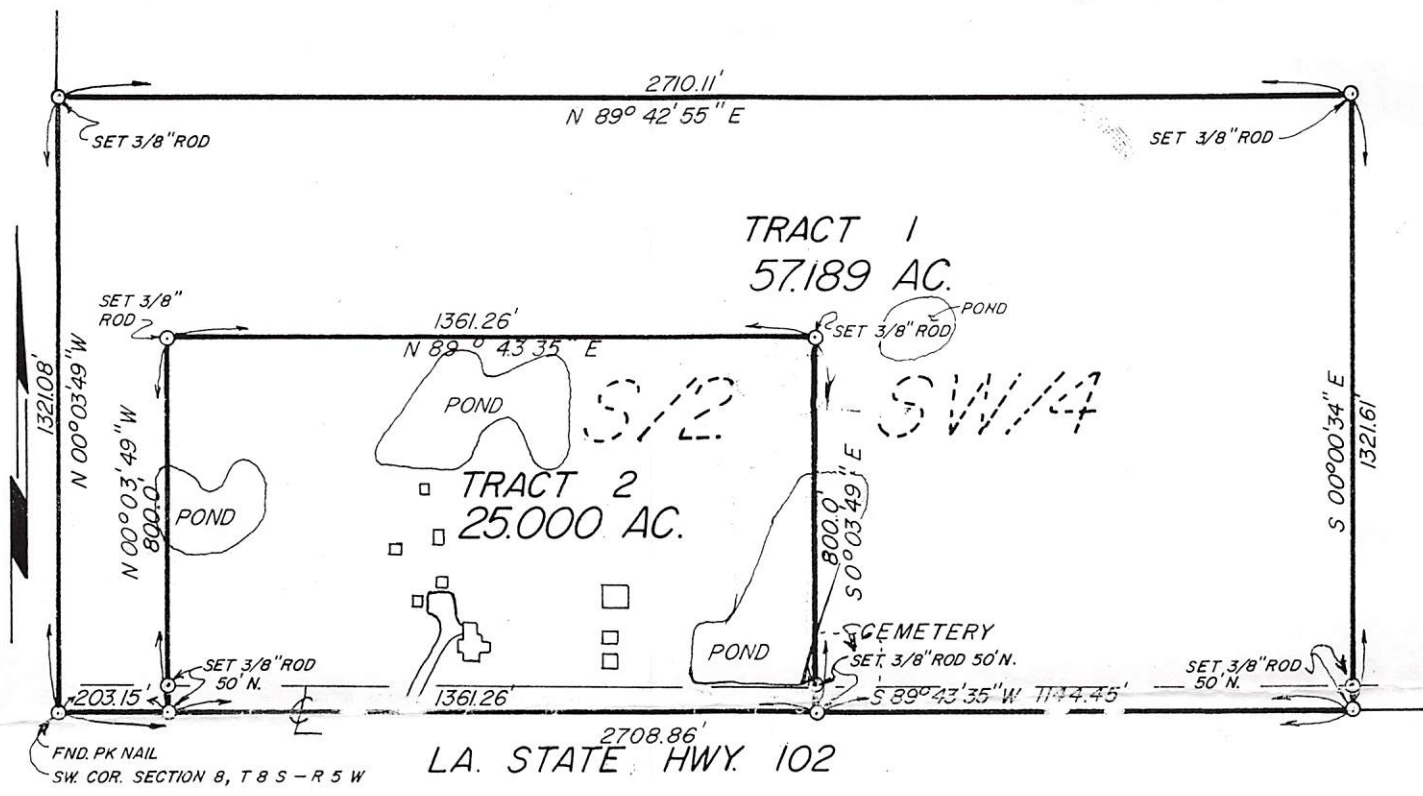 2710.11'
N 89° 42' 55" E
SET 3/8" ROD
SET 3/8" ROD
TRACT 1
57.189 AC.
SET 3/8"
ROD
1361.26'
N 89° 43' 35" E
SET 3/8" ROD
POND
1321.08'
N 00° 03' 49" W
N 00° 03' 49" W
800.0'
POND
S/2
SW/4
S 00° 00' 34" E
1321.61'
TRACT 2
25.000 AC.
POND
800.0'
S 0° 03' 49" E
POND
CEMETERY
SET 3/8" ROD
50' N.
SET 3/8" ROD 50' N.
SET 3/8" ROD
50' N.
203.15'
1361.26'
S 89° 43' 35" W 1144.45'
2708.86'
FND. PK NAIL
SW. COR. SECTION 8, T 8 S - R 5 W
LA. STATE HWY. 102